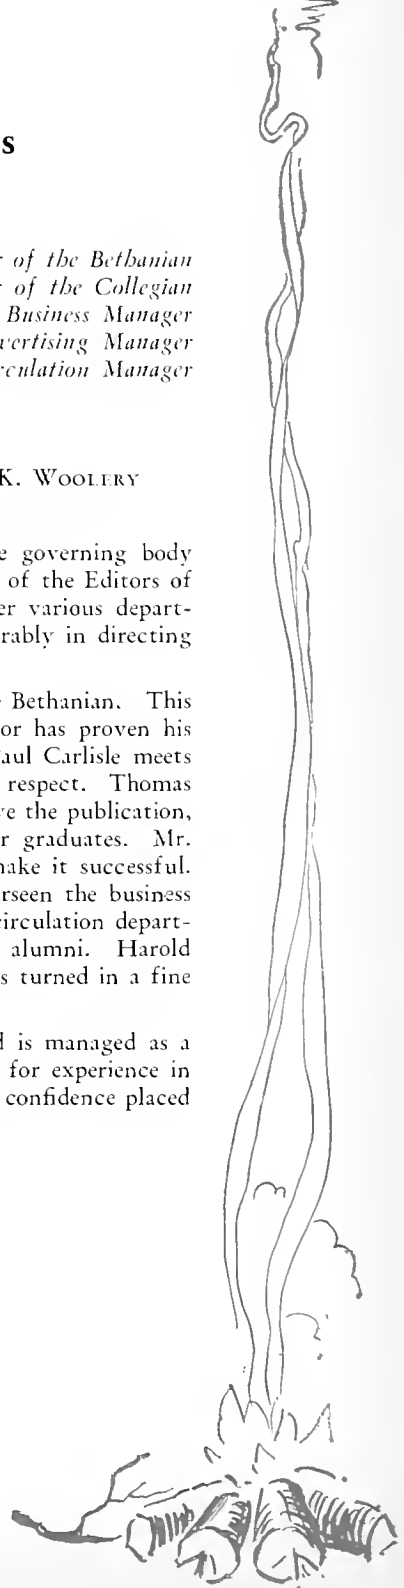 s
of the Bethanian
of the Collegian
Business Manager
vertising Manager
rculation Manager
K. WOOLERY
e governing body
of the Editors of
er various depart-
rably in directing
Bethanian. This
or has proven his
aul Carlisle meets
respect. Thomas
ve the publication,
r graduates. Mr.
make it successful.
rseen the business
circulation depart-
alumni. Harold
s turned in a fine
d is managed as a
for experience in
confidence placed